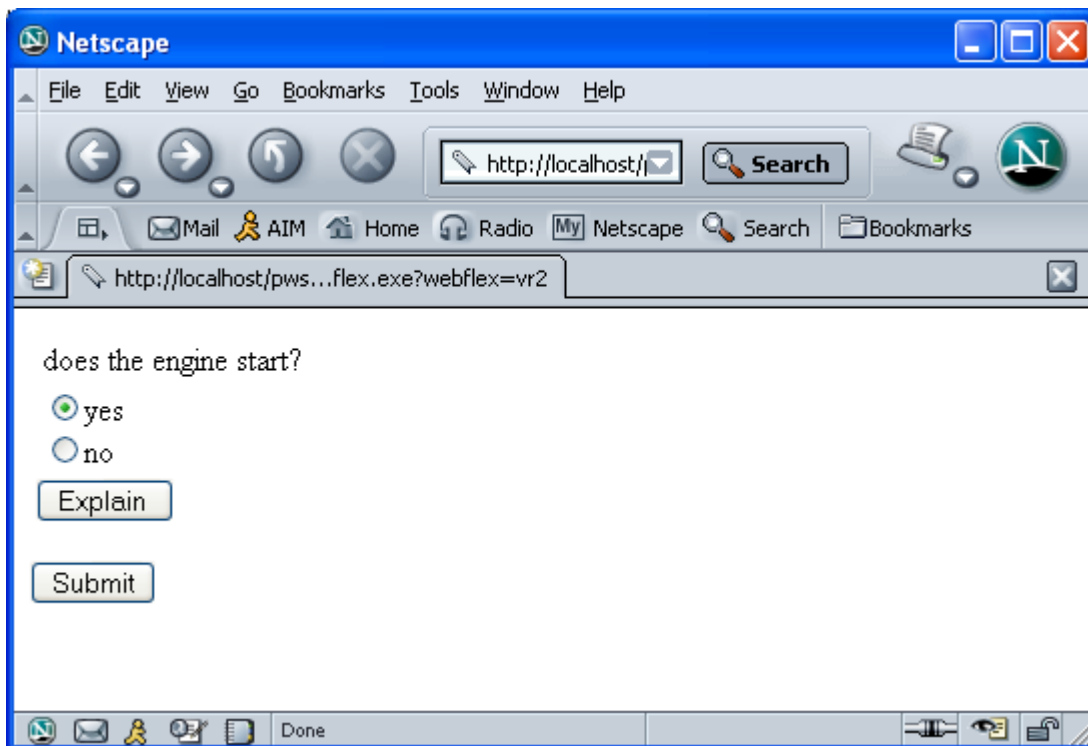 Netscape
File Edit View Go Bookmarks Tools Window Help
http://localhost/p Search
Mail AIM Home Radio My Netscape Search Bookmarks
http://localhost/pws...flex.exe?webflex=vr2
does the engine start?
yes
no
Explain
Submit
Done